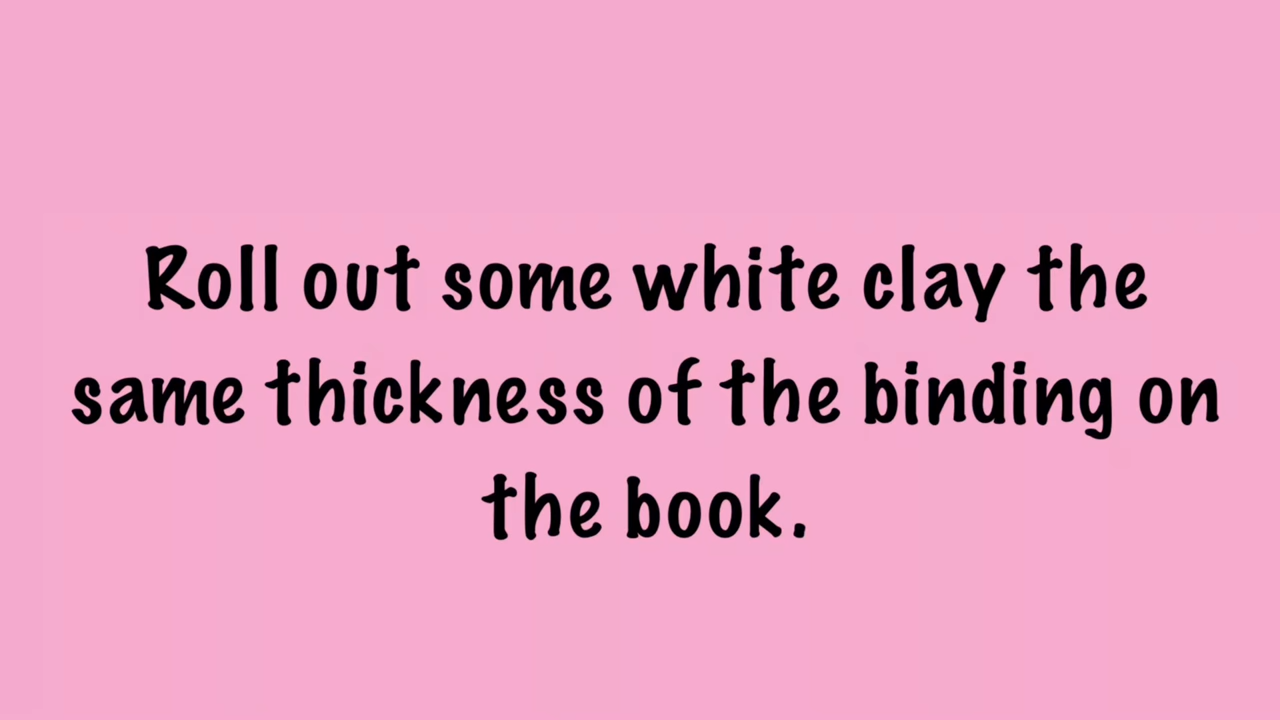 Roll out some white clay the
same thickness of the binding on
the book.